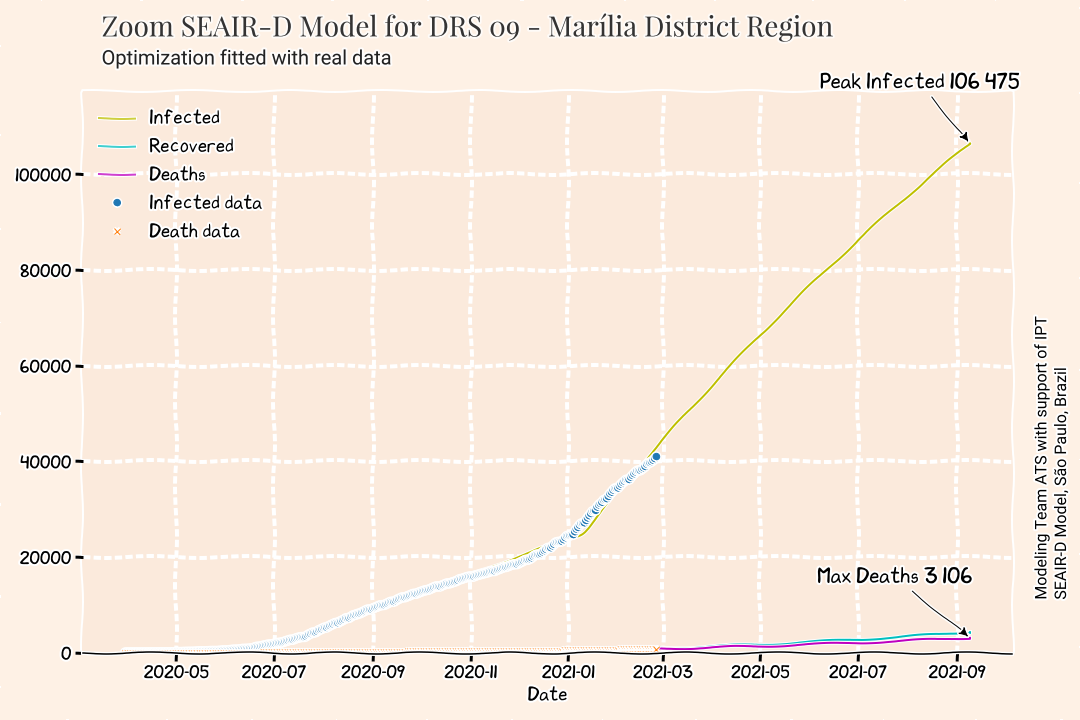 Zoom SEAIR-D Model for DRS 09 - Marília District Region
Optimization fitted with real data
Peak Infected 106 475
Infected
Recovered
Deaths
Infected data
Death data
100000
80000
60000
40000
20000
0
Max Deaths 3 106
2020-05 2020-07 2020-09 2020-11 2021-01 2021-03 2021-05 2021-07 2021-09
Date
Modeling Team ATS with support of IPT
SEAIR-D Model, São Paulo, Brazil